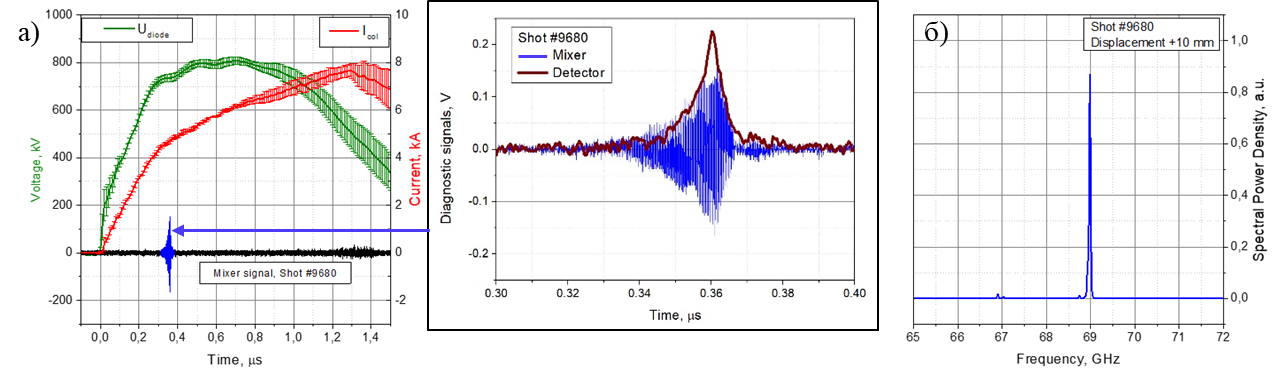 а)
U diode
I col
1000
800
600
400
200
0
-200
Voltage, kV
10
8
6
4
2
0
-2
Current, kA
Mixer signal, Shot #9680
0,0 0,2 0,4 0,6 0,8 1,0 1,2 1,4
Time, μs
Shot #9680
Mixer
Detector
0.2
0.1
0.0
-0.1
-0.2
Diagnostic signals, V
0.30 0.32 0.34 0.36 0.38 0.40
Time, μs
б)
Shot #9680
Displacement +10 mm
1,0
0,8
0,6
0,4
0,2
0,0
Spectral Power Density, a.u.
65 66 67 68 69 70 71 72
Frequency, GHz